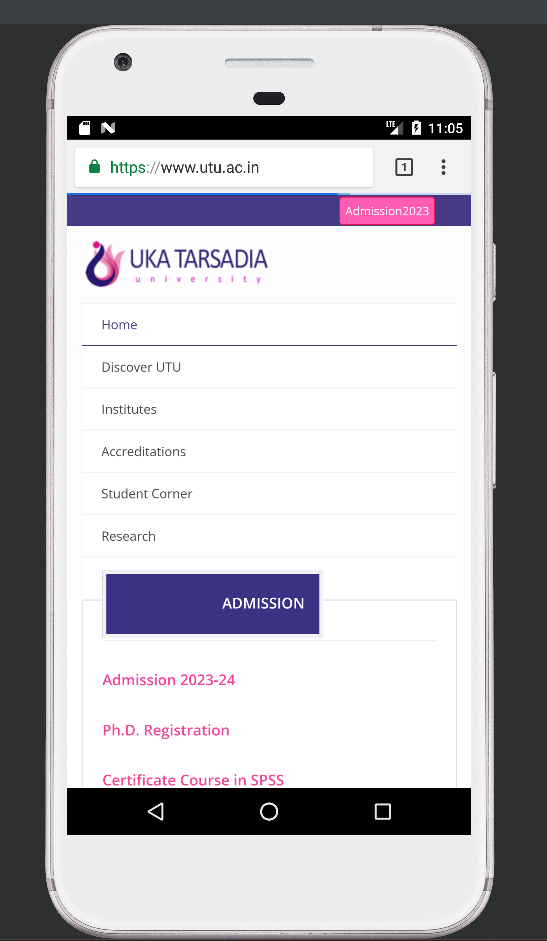 LTE 11:05
https://www.utu.ac.in 1
Admission2023
UKA TARSADIA
university
Home
Discover UTU
Institutes
Accreditations
Student Corner
Research
ADMISSION
Admission 2023-24
Ph.D. Registration
Certificate Course in SPSS